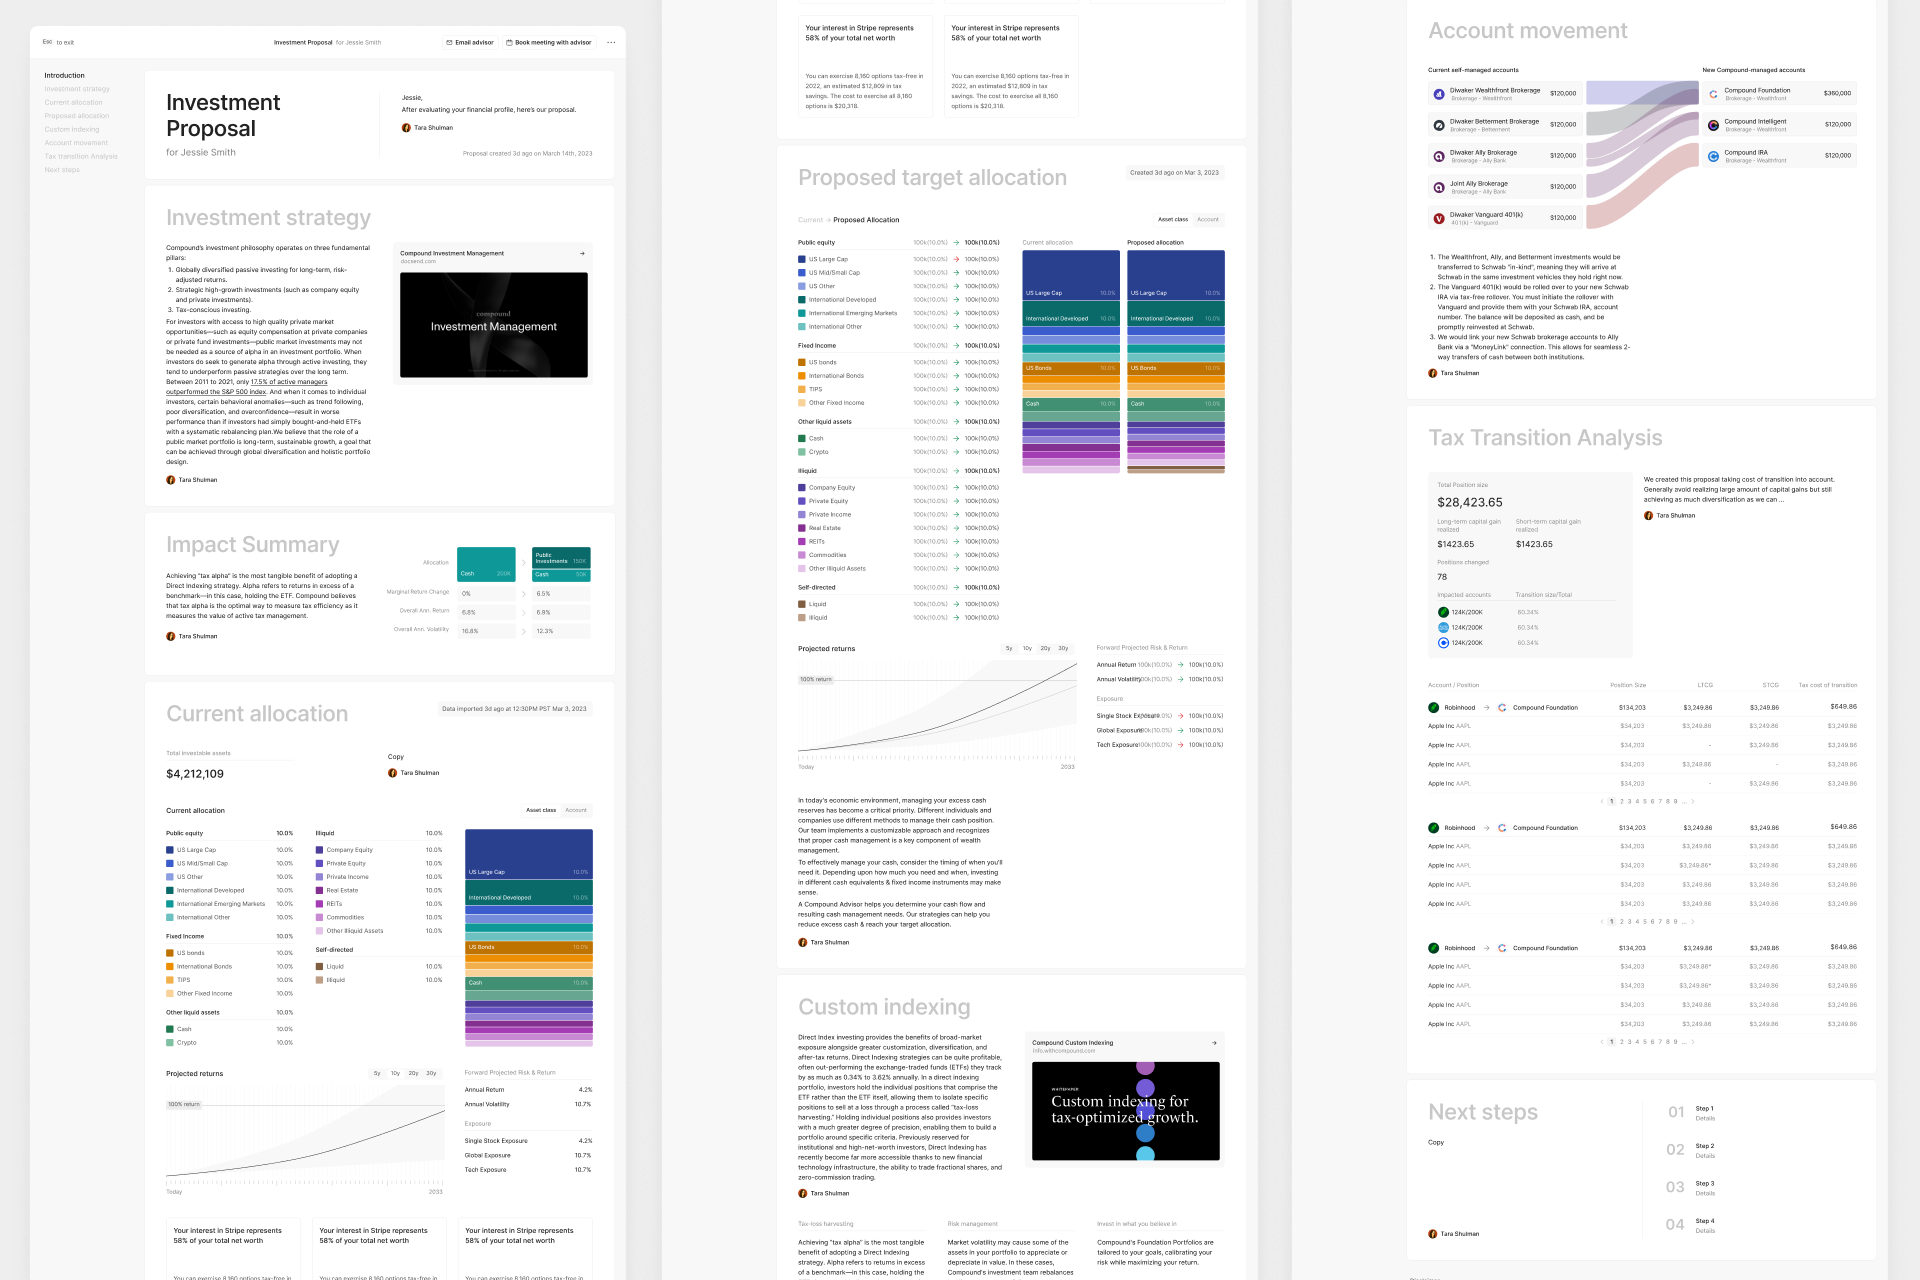 Esc to exit
Investment Proposal for Jessie Smith
Email advisor
Book meeting with advisor
Introduction
Investment strategy
Current allocation
Proposed allocation
Custom indexing
Account movement
Tax transition Analysis
Next steps
Investment
Proposal
for Jessie Smith
Jessie,
After evaluating your financial profile, here's our proposal.
Tara Shulman
Proposal created 3d ago on March 14th, 2023
Investment strategy
Compound's investment philosophy operates on three fundamental
pillars:
1. Globally diversified passive investing for long-term, risk-
adjusted returns.
2. Strategic high-growth investments (such as company equity
and private investments).
3. Tax-conscious investing.
For investors with access to high quality private market
opportunities—such as equity compensation at private companies
or private fund investments—public market investments may not
be needed as a source of alpha in an investment portfolio. When
investors do seek to generate alpha through active investing, they
tend to underperform passive strategies over the long term.
Between 2011 to 2021, only 17.5% of active managers
outperformed the S&P 500 index. And when it comes to individual
investors, certain behavioral anomalies—such as trend following,
poor diversification, and overconfidence—result in worse
performance than if investors had simply bought-and-held ETFs
with a systematic rebalancing plan.We believe that the role of a
public market portfolio is long-term, sustainable growth, a goal that
can be achieved through global diversification and holistic portfolio
design.
Tara Shulman
Compound Investment Management
docsend.com
compound
Investment Management
Impact Summary
Achieving "tax alpha" is the most tangible benefit of adopting a
Direct Indexing strategy. Alpha refers to returns in excess of a
benchmark—in this case, holding the ETF. Compound believes
that tax alpha is the optimal way to measure tax efficiency as it
measures the value of active tax management.
Tara Shulman
Allocation
Cash 200K
Public
Investments 150K
Cash 50K
Marginal Return Change 0% 6.5%
Overall Ann. Return 6.8% 6.9%
Overall Ann. Volatility 16.8% 12.3%
Current allocation
Data imported 3d ago at 12:30PM PST Mar 3, 2023
Total investable assets
$4,212,109
Copy
Tara Shulman
Current allocation
Asset class Account
Public equity 10.0%
US Large Cap 10.0%
US Mid/Small Cap 10.0%
US Other 10.0%
International Developed 10.0%
International Emerging Markets 10.0%
International Other 10.0%
Fixed Income 10.0%
US bonds 10.0%
International Bonds 10.0%
TIPS 10.0%
Other Fixed Income 10.0%
Other liquid assets 10.0%
Cash 10.0%
Crypto 10.0%
Illiquid 10.0%
Company Equity 10.0%
Private Equity 10.0%
Private Income 10.0%
Real Estate 10.0%
REITs 10.0%
Commodities 10.0%
Other Illiquid Assets 10.0%
Self-directed
Liquid 10.0%
Illiquid 10.0%
US Large Cap 10.0%
International Developed 10.0%
US Bonds 10.0%
Cash 10.0%
Projected returns
5y 10y 20y 30y
100% return
Today 2033
Forward Projected Risk & Return
Annual Return 4.2%
Annual Volatility 10.7%
Exposure
Single Stock Exposure 4.2%
Global Exposure 10.7%
Tech Exposure 10.7%
Your interest in Stripe represents
58% of your total net worth
You can exercise 8,160 options tax-free in
Your interest in Stripe represents
58% of your total net worth
You can exercise 8,160 options tax-free in
Your interest in Stripe represents
58% of your total net worth
You can exercise 8,160 options tax-free in
Your interest in Stripe represents
58% of your total net worth
You can exercise 8,160 options tax-free in
2022, an estimated $12,809 in tax
savings. The cost to exercise all 8,160
options is $20,318.
Your interest in Stripe represents
58% of your total net worth
You can exercise 8,160 options tax-free in
2022, an estimated $12,809 in tax
savings. The cost to exercise all 8,160
options is $20,318.
Proposed target allocation
Created 3d ago on Mar 3, 2023
Current → Proposed Allocation
Asset class Account
Public equity 100k(10.0%) → 100k(10.0%)
US Large Cap 100k(10.0%) → 100k(10.0%)
US Mid/Small Cap 100k(10.0%) → 100k(10.0%)
US Other 100k(10.0%) → 100k(10.0%)
International Developed 100k(10.0%) → 100k(10.0%)
International Emerging Markets 100k(10.0%) → 100k(10.0%)
International Other 100k(10.0%) → 100k(10.0%)
Fixed Income 100k(10.0%) → 100k(10.0%)
US bonds 100k(10.0%) → 100k(10.0%)
International Bonds 100k(10.0%) → 100k(10.0%)
TIPS 100k(10.0%) → 100k(10.0%)
Other Fixed Income 100k(10.0%) → 100k(10.0%)
Other liquid assets 100k(10.0%) → 100k(10.0%)
Cash 100k(10.0%) → 100k(10.0%)
Crypto 100k(10.0%) → 100k(10.0%)
Illiquid 100k(10.0%) → 100k(10.0%)
Company Equity 100k(10.0%) → 100k(10.0%)
Private Equity 100k(10.0%) → 100k(10.0%)
Private Income 100k(10.0%) → 100k(10.0%)
Real Estate 100k(10.0%) → 100k(10.0%)
REITs 100k(10.0%) → 100k(10.0%)
Commodities 100k(10.0%) → 100k(10.0%)
Other Illiquid Assets 100k(10.0%) → 100k(10.0%)
Self-directed 100k(10.0%) → 100k(10.0%)
Liquid 100k(10.0%) → 100k(10.0%)
Illiquid 100k(10.0%) → 100k(10.0%)
Current allocation Proposed allocation
US Large Cap 10.0% US Large Cap 10.0%
International Developed 10.0% International Developed 10.0%
US Bonds 10.0% US Bonds 10.0%
Cash 10.0% Cash 10.0%
Projected returns
5y 10y 20y 30y
100% return
Today 2033
Forward Projected Risk & Return
Annual Return 100k(10.0%) → 100k(10.0%)
Annual Volatility 100k(10.0%) → 100k(10.0%)
Exposure
Single Stock Exposure → 100k(10.0%)
Global Exposure → 100k(10.0%)
Tech Exposure → 100k(10.0%)
In today's economic environment, managing your excess cash
reserves has become a critical priority. Different individuals and
companies use different methods to manage their cash position.
Our team implements a customizable approach and recognizes
that proper cash management is a key component of wealth
management.
To effectively manage your cash, consider the timing of when you'll
need it. Depending upon how much you need and when, investing
in different cash equivalents & fixed income instruments may make
sense.
A Compound Advisor helps you determine your cash flow and
resulting cash management needs. Our strategies can help you
reduce excess cash & reach your target allocation.
Tara Shulman
Custom indexing
Direct Index investing provides the benefits of broad-market
exposure alongside greater customization, diversification, and
after-tax returns. Direct Indexing strategies can be quite profitable,
often out-performing the exchange-traded funds (ETFs) they track
by as much as 0.34% to 3.62% annually. In a direct indexing
portfolio, investors hold the individual positions that comprise the
ETF rather than the ETF itself, allowing them to isolate specific
positions to sell at a loss through a process called "tax-loss
harvesting." Holding individual positions also provides investors
with a much greater degree of precision, enabling them to build a
portfolio around specific criteria. Previously reserved for
institutional and high-net-worth investors, Direct Indexing has
recently become far more accessible thanks to new financial
technology infrastructure, the ability to trade fractional shares, and
zero-commission trading.
Tara Shulman
Compound Custom Indexing
info.withcompound.com
WHITEPAPER
Custom indexing for
tax-optimized growth.
Tax-loss harvesting
Achieving "tax alpha" is the most tangible
benefit of adopting a Direct Indexing
strategy. Alpha refers to returns in excess
of a benchmark—in this case, holding the
Risk management
Market volatility may cause some of the
assets in your portfolio to appreciate or
depreciate in value. In these cases,
Compound's investment team rebalances
Invest in what you believe in
Compound's Foundation Portfolios are
tailored to your goals, calibrating your
risk while maximizing your return.
Account movement
Current self-managed accounts
New Compound-managed accounts
Diwaker Wealthfront Brokerage $120,000
Brokerage - Wealthfront
Diwaker Betterment Brokerage $120,000
Brokerage - Betterment
Diwaker Ally Brokerage $120,000
Brokerage - Ally Bank
Joint Ally Brokerage $120,000
Brokerage - Ally Bank
Diwaker Vanguard 401(k) $120,000
401(k) - Vanguard
Compound Foundation $360,000
Brokerage - Wealthfront
Compound Intelligent $120,000
Brokerage - Wealthfront
Compound IRA $120,000
Brokerage - Wealthfront
1. The Wealthfront, Ally, and Betterment investments would be
transferred to Schwab "in-kind", meaning they will arrive at
Schwab in the same investment vehicles they hold right now.
2. The Vanguard 401(k) would be rolled over to your new Schwab
IRA via tax-free rollover. You must initiate the rollover with
Vanguard and provide them with your Schwab IRA, account
number. The balance will be deposited as cash, and be
promptly reinvested at Schwab.
3. We would link your new Schwab brokerage accounts to Ally
Bank via a "MoneyLink" connection. This allows for seamless 2-
way transfers of cash between both institutions.
Tara Shulman
Tax Transition Analysis
Total Position size
$28,423.65
Long-term capital gain
realized
$1423.65
Short-term capital gain
realized
$1423.65
Positions changed
78
Impacted accounts Transition size/Total
124K/200K 60.34%
124K/200K 60.34%
124K/200K 60.34%
We created this proposal taking cost of transition into account.
Generally avoid realizing large amount of capital gains but still
achieving as much diversification as we can ...
Tara Shulman
Account / Position Position Size LTCG STCG Tax cost of transition
Robinhood → Compound Foundation $134,203 $3,249.86 $3,249.86 $649.86
Apple Inc AAPL $34,203 $3,249.86 $3,249.86 $3,249.86
Apple Inc AAPL $34,203 - $3,249.86 $3,249.86
Apple Inc AAPL $34,203 $3,249.86 - $3,249.86
Apple Inc AAPL $34,203 - $3,249.86 $3,249.86
1 2 3 4 5 6 7 8 9 ...
Robinhood → Compound Foundation $134,203 $3,249.86 $3,249.86 $649.86
Apple Inc AAPL $34,203 $3,249.86 $3,249.86 $3,249.86
Apple Inc AAPL $34,203 $3,249.86* $3,249.86 $3,249.86
Apple Inc AAPL $34,203 $3,249.86 $3,249.86 $3,249.86
Apple Inc AAPL $34,203 $3,249.86 $3,249.86 $3,249.86
1 2 3 4 5 6 7 8 9 ...
Robinhood → Compound Foundation $134,203 $3,249.86 $3,249.86 $649.86
Apple Inc AAPL $34,203 $3,249.86* $3,249.86 $3,249.86
Apple Inc AAPL $34,203 $3,249.86* $3,249.86 $3,249.86
Apple Inc AAPL $34,203 $3,249.86 $3,249.86 $3,249.86
Apple Inc AAPL $34,203 $3,249.86 $3,249.86 $3,249.86
1 2 3 4 5 6 7 8 9 ...
Next steps
Copy
Tara Shulman
01 Step 1
Details
02 Step 2
Details
03 Step 3
Details
04 Step 4
Details